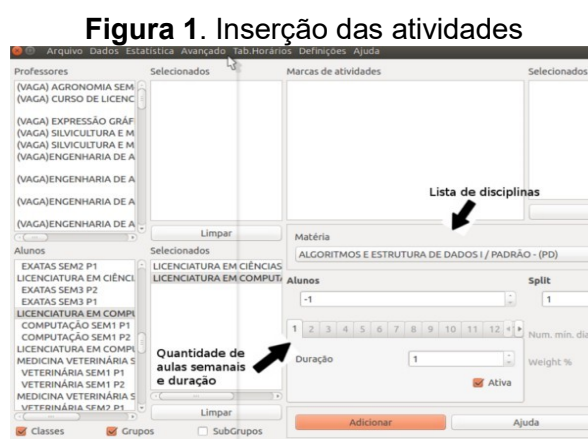 Figura 1. Inserção das atividades
Arquivo Dados Estatística Avançado Tab.Horários Definições Ajuda
Professores
Selecionados
Marcas de atividades
Selecionados
(VAGA) AGRONOMIA SEM
(VAGA) CURSO DE LICENC
(VAGA) EXPRESSÃO GRÁF
(VAGA) SILVICULTURA E M
(VAGA) SILVICULTURA E M
(VAGA)ENGENHARIA DE A
(VAGA)ENGENHARIA DE A
(VAGA)ENGENHARIA DE A
(VAGA)ENGENHARIA DE A
Limpar
Lista de disciplinas
Matéria
ALGORITMOS E ESTRUTURA DE DADOS I / PADRÃO - (PD)
Alunos
Selecionados
EXATAS SEM2 P1
LICENCIATURA EM CIÊNCI
EXATAS SEM3 P2
EXATAS SEM3 P1
LICENCIATURA EM COMPU
COMPUTAÇÃO SEM1 P1
COMPUTAÇÃO SEM1 P2
LICENCIATURA EM COMPU
MEDICINA VETERINÁRIA S
VETERINÁRIA SEM1 P1
VETERINÁRIA SEM1 P2
MEDICINA VETERINÁRIA S
VETERINÁRIA SEM2 P1
LICENCIATURA EM CIÊNCIAS
LICENCIATURA EM COMPUT
Quantidade de
aulas semanais
e duração
Limpar
Alunos
Split
-1
1
1 2 3 4 5 6 7 8 9 10 11 12
Num. min. dia
Duração
1
Weight %
Ativa
Adicionar
Ajuda
Classes
Grupos
SubGrupos